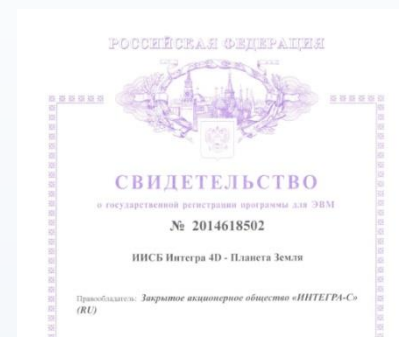 РОССИЙСКАЯ ФЕДЕРАЦИЯ
СВИДЕТЕЛЬСТВО
о государственной регистрации программы для ЭВМ
№ 2014618502
ИИСБ Интегра 4D - Планета Земля
Правообладатель: Закрытое акционерное общество «ИНТЕГРА-С»
(RU)